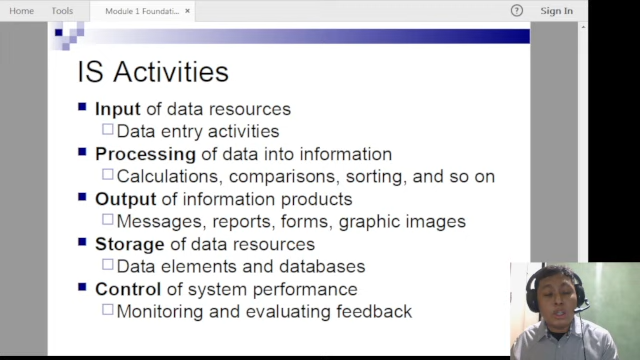 Home Tools Module 1 Foundati... × ? Sign In
IS Activities
Input of data resources
Data entry activities
Processing of data into information
Calculations, comparisons, sorting, and so on
Output of information products
Messages, reports, forms, graphic images
Storage of data resources
Data elements and databases
Control of system performance
Monitoring and evaluating feedback